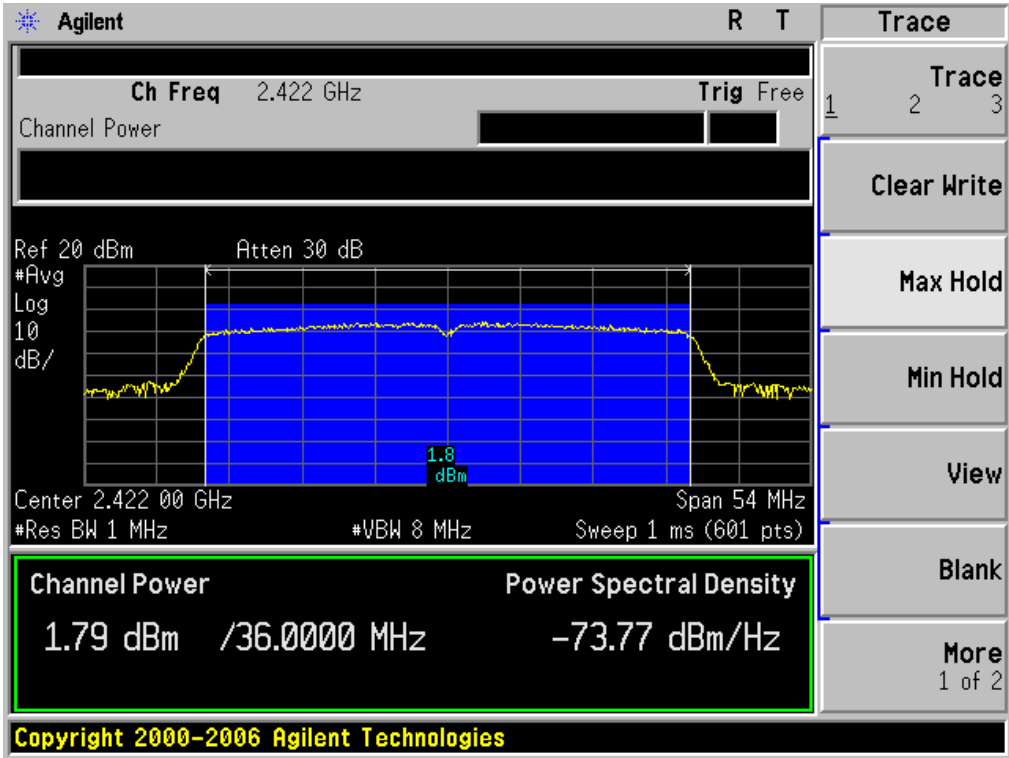 Agilent R T
Ch Freq 2.422 GHz Trig Free
Channel Power
Ref 20 dBm Atten 30 dB
#Avg
Log
10
dB/
1.8
dBm
Center 2.422 00 GHz Span 54 MHz
#Res BW 1 MHz #VBW 8 MHz Sweep 1 ms (601 pts)
Channel Power Power Spectral Density
1.79 dBm /36.0000 MHz -73.77 dBm/Hz
Copyright 2000-2006 Agilent Technologies
Trace
Trace
1 2 3
Clear Write
Max Hold
Min Hold
View
Blank
More
1 of 2